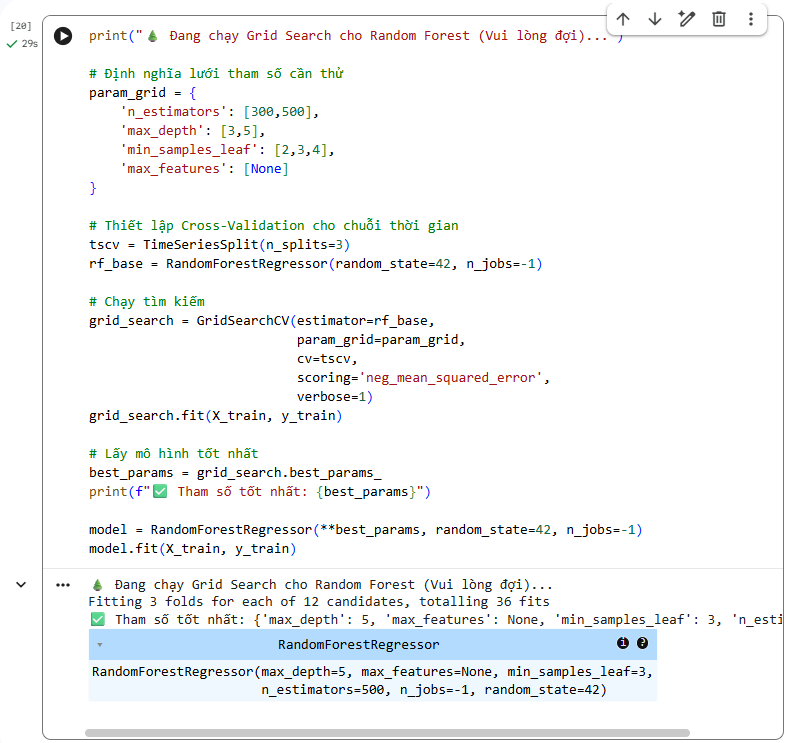 [20]
✓ 29s
print("🌲 Đang chạy Grid Search cho Random Forest (Vui lòng đợi)...")
# Định nghĩa lưới tham số cần thử
param_grid = {
    'n_estimators': [300,500],
    'max_depth': [3,5],
    'min_samples_leaf': [2,3,4],
    'max_features': [None]
}
# Thiết lập Cross-Validation cho chuỗi thời gian
tscv = TimeSeriesSplit(n_splits=3)
rf_base = RandomForestRegressor(random_state=42, n_jobs=-1)
# Chạy tìm kiếm
grid_search = GridSearchCV(estimator=rf_base,
                           param_grid=param_grid,
                           cv=tscv,
                           scoring='neg_mean_squared_error',
                           verbose=1)
grid_search.fit(X_train, y_train)
# Lấy mô hình tốt nhất
best_params = grid_search.best_params_
print(f"✅ Tham số tốt nhất: {best_params}")
model = RandomForestRegressor(**best_params, random_state=42, n_jobs=-1)
model.fit(X_train, y_train)
🌲 Đang chạy Grid Search cho Random Forest (Vui lòng đợi)...
Fitting 3 folds for each of 12 candidates, totalling 36 fits
✅ Tham số tốt nhất: {'max_depth': 5, 'max_features': None, 'min_samples_leaf': 3, 'n_esti
RandomForestRegressor
RandomForestRegressor(max_depth=5, max_features=None, min_samples_leaf=3,
                      n_estimators=500, n_jobs=-1, random_state=42)